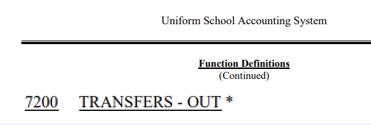 Uniform School Accounting System
Function Definitions
(Continued)
7200 TRANSFERS - OUT *